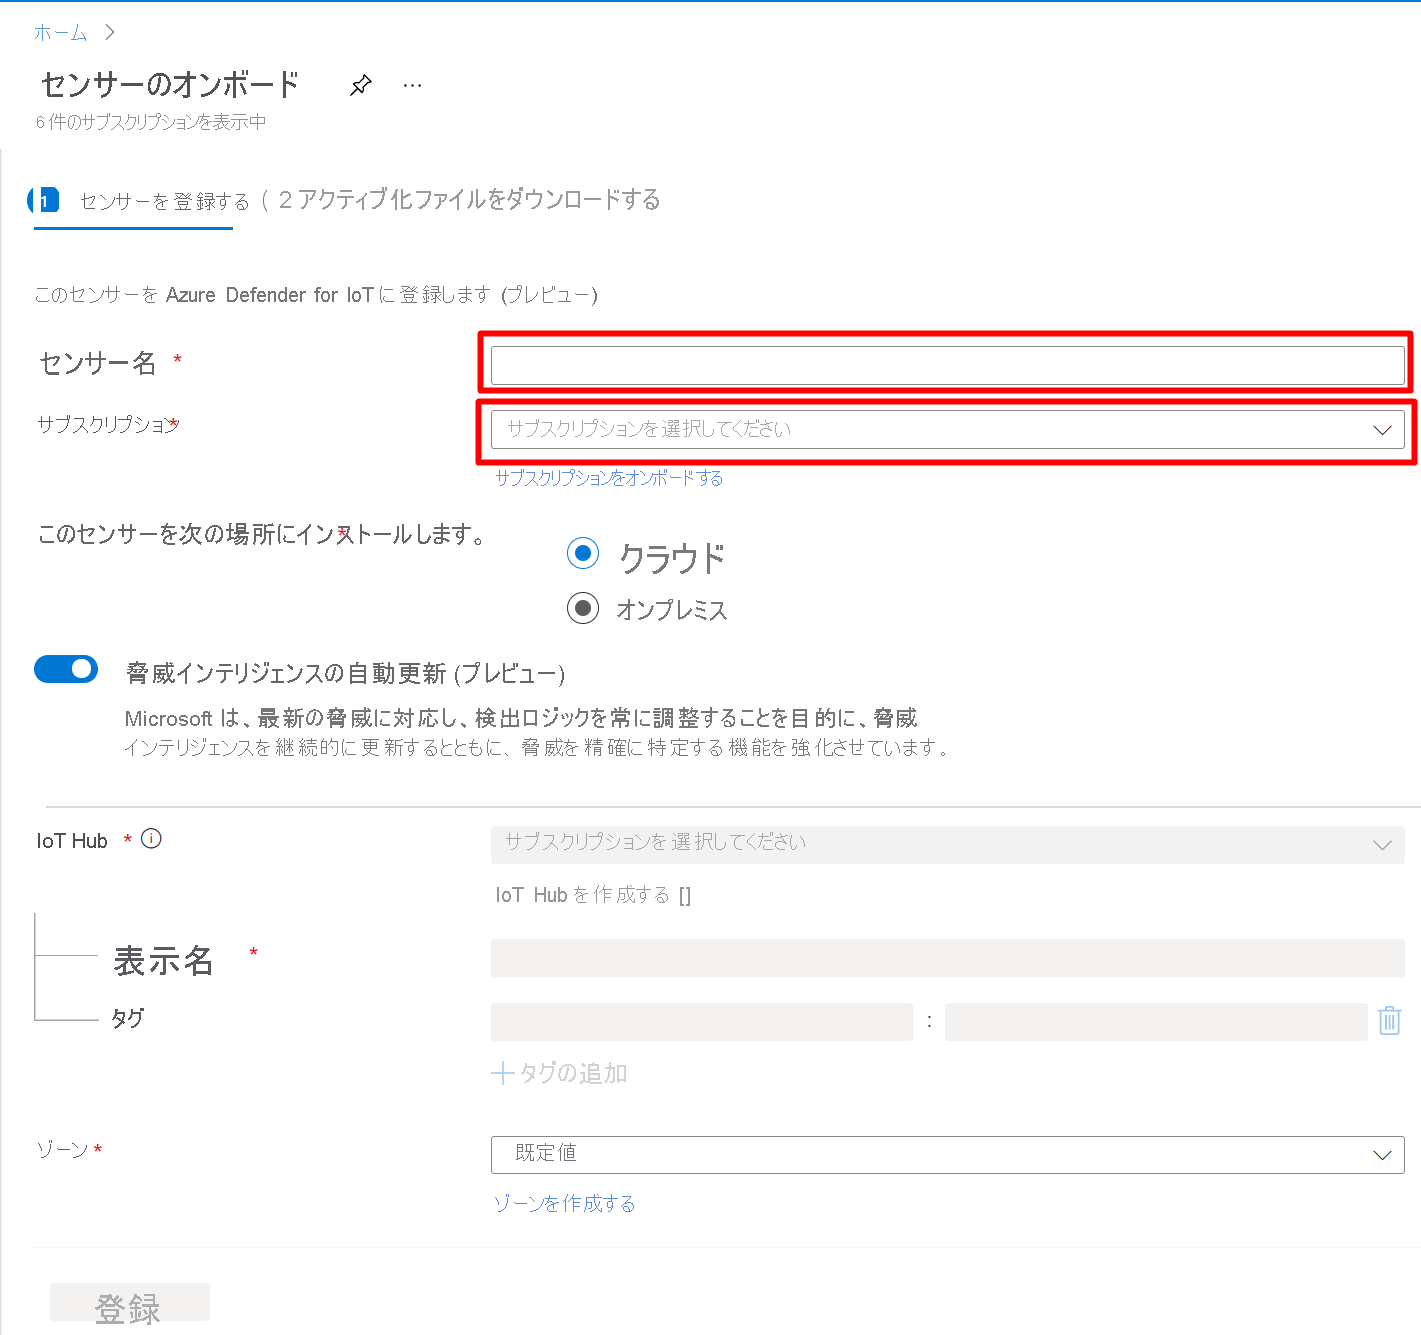 ホーム
センサーのオンボード ...
6 件のサブスクリプションを表示中
1 センサーを登録する ( 2 アクティブ化ファイルをダウンロードする
このセンサーを Azure Defender for IoTに登録します (プレビュー)
センサー名 *
サブスクリプション* サブスクリプションを選択してください
サブスクリプションをオンボードする
このセンサーを次の場所にインストールします。 *
クラウド
オンプレミス
脅威インテリジェンスの自動更新 (プレビュー)
Microsoft は、最新の脅威に対応し、検出ロジックを常に調整することを目的に、脅威
インテリジェンスを継続的に更新するとともに、脅威を精確に特定する機能を強化させています。
IoT Hub * サブスクリプションを選択してください
IoT Hub を作成する []
表示名 *
タグ :
タグの追加
ゾーン* 既定値
ゾーンを作成する
登録